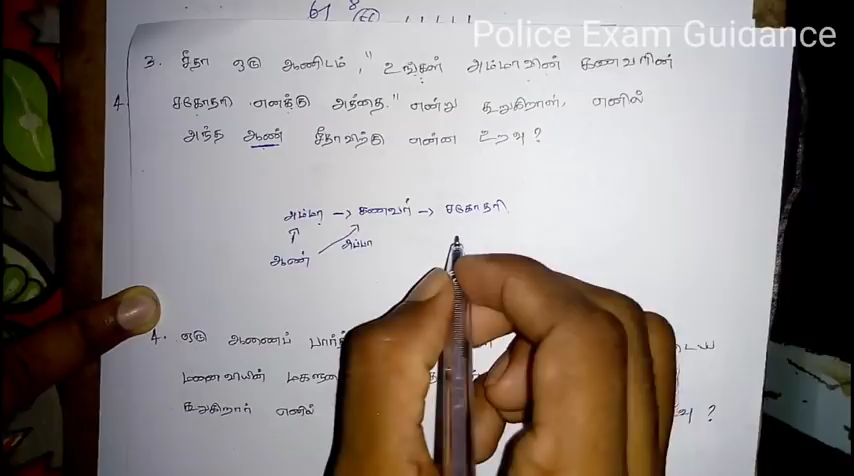 Police Exam Guidance
3. சீதா ஒரு ஆணிடம், "உங்கள் அம்மாவின் கணவரின்
4. சகோதரி எனக்கு அத்தை." என்று கூறுகிறாள், எனில்
அந்த ஆண் சீதாவிற்கு என்ன உறவு?
அம்மா → கணவர் → சகோதரி
ஆண் அப்பா
4. ஒரு ஆணைப்
மனைவியின்
கூறுகிறார் எனில் ?